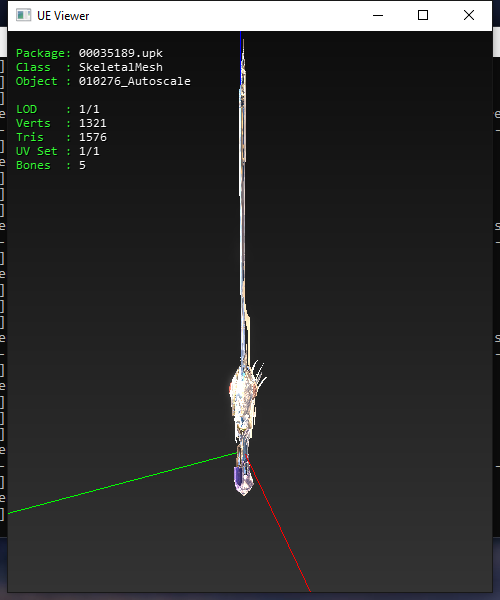 UE Viewer
Package: 00035189.upk
Class : SkeletalMesh
Object : 010276_Autoscale
LOD : 1/1
Verts : 1321
Tris : 1576
UV Set : 1/1
Bones : 5